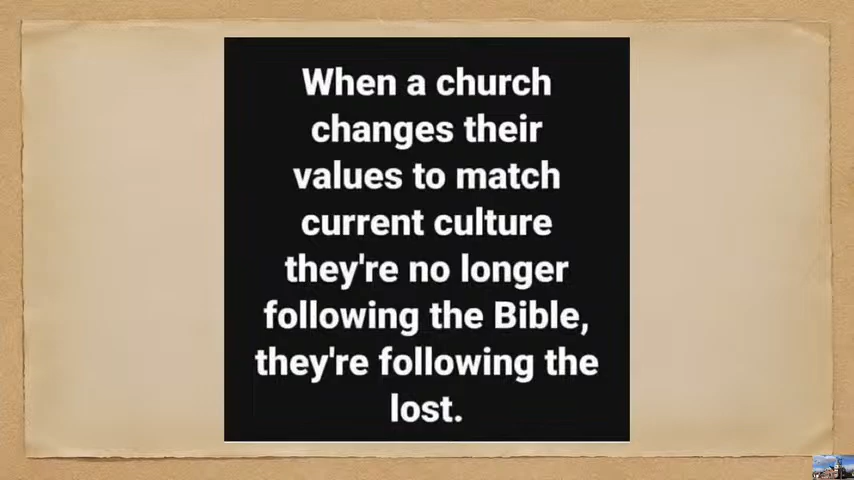 When a church
changes their
values to match
current culture
they're no longer
following the Bible,
they're following the
lost.